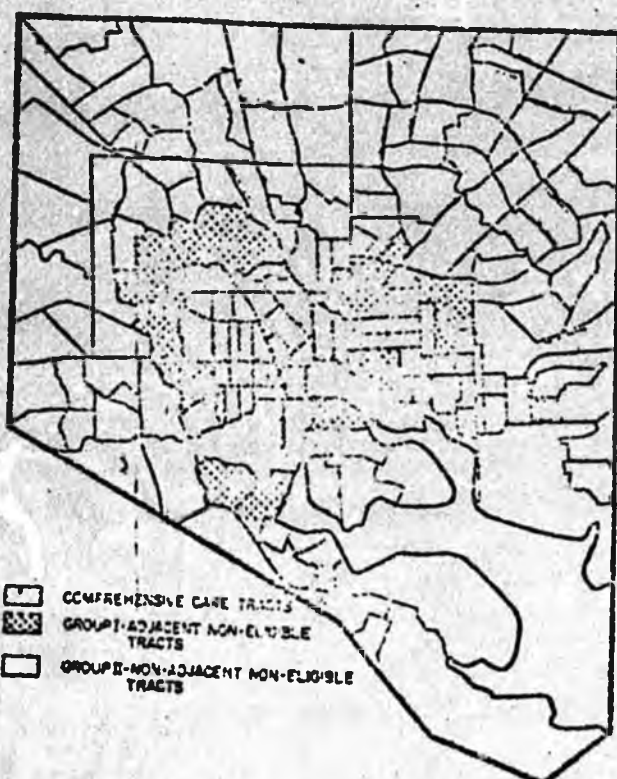 COMPREHENSIVE CARE TRACTS
GROUP I-ADJACENT NON-ELIGIBLE
TRACTS
GROUP II-NON-ADJACENT NON-ELIGIBLE
TRACTS